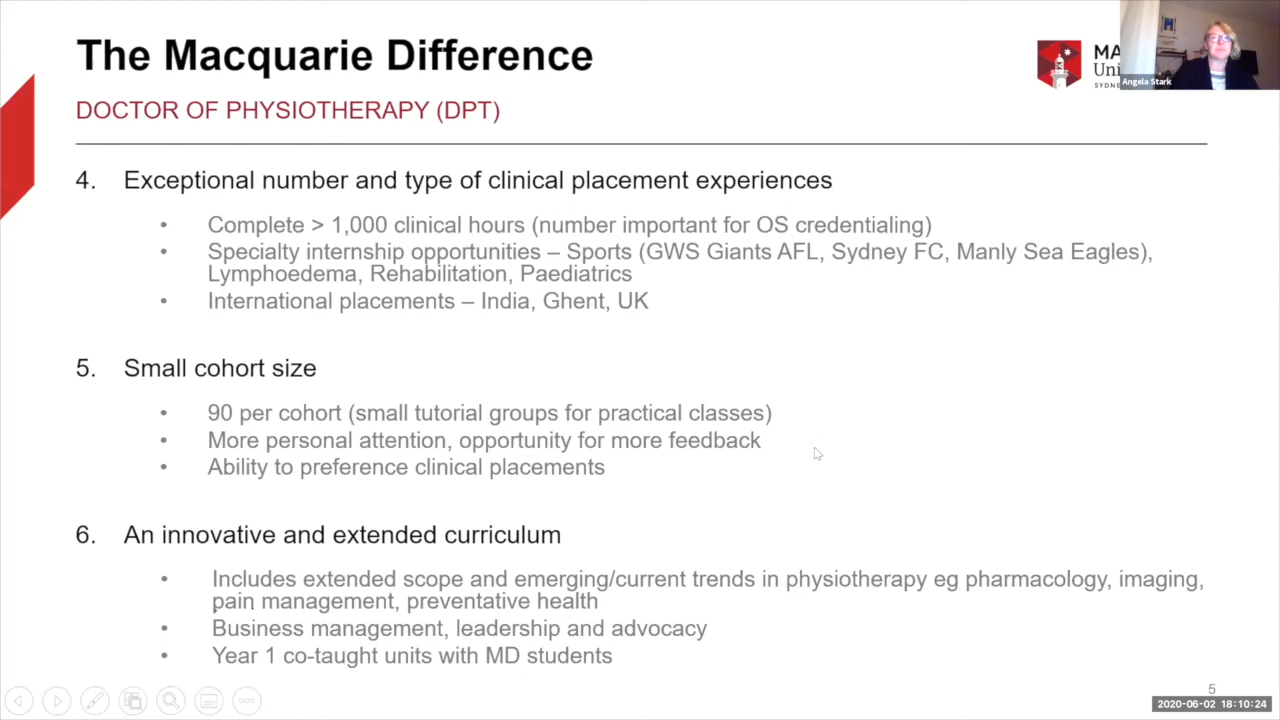 The Macquarie Difference
DOCTOR OF PHYSIOTHERAPY (DPT)
MA
Uni
SYDNE
Angela Stark
4. Exceptional number and type of clinical placement experiences
• Complete > 1,000 clinical hours (number important for OS credentialing)
• Specialty internship opportunities – Sports (GWS Giants AFL, Sydney FC, Manly Sea Eagles),
Lymphoedema, Rehabilitation, Paediatrics
• International placements – India, Ghent, UK
5. Small cohort size
• 90 per cohort (small tutorial groups for practical classes)
• More personal attention, opportunity for more feedback
• Ability to preference clinical placements
6. An innovative and extended curriculum
• Includes extended scope and emerging/current trends in physiotherapy eg pharmacology, imaging,
pain management, preventative health
• Business management, leadership and advocacy
• Year 1 co-taught units with MD students
5
2020-06-02 18:10:24